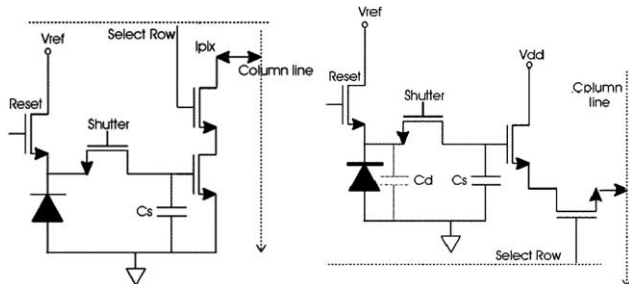 Vref
Select Row
Ipix
Column line
Reset
Shutter
Cs
Vref
Vdd
Column
line
Reset
Shutter
Cd
Cs
Select Row